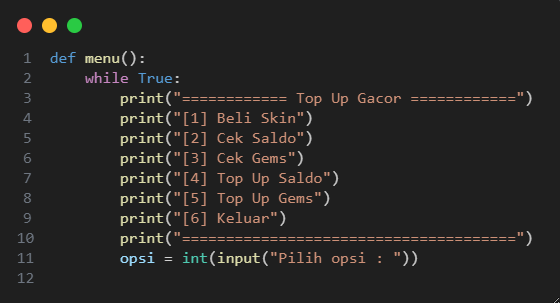 1 def menu():
2     while True:
3         print("============ Top Up Gacor ============")
4         print("[1] Beli Skin")
5         print("[2] Cek Saldo")
6         print("[3] Cek Gems")
7         print("[4] Top Up Saldo")
8         print("[5] Top Up Gems")
9         print("[6] Keluar")
10         print("======================================")
11         opsi = int(input("Pilih opsi : "))
12